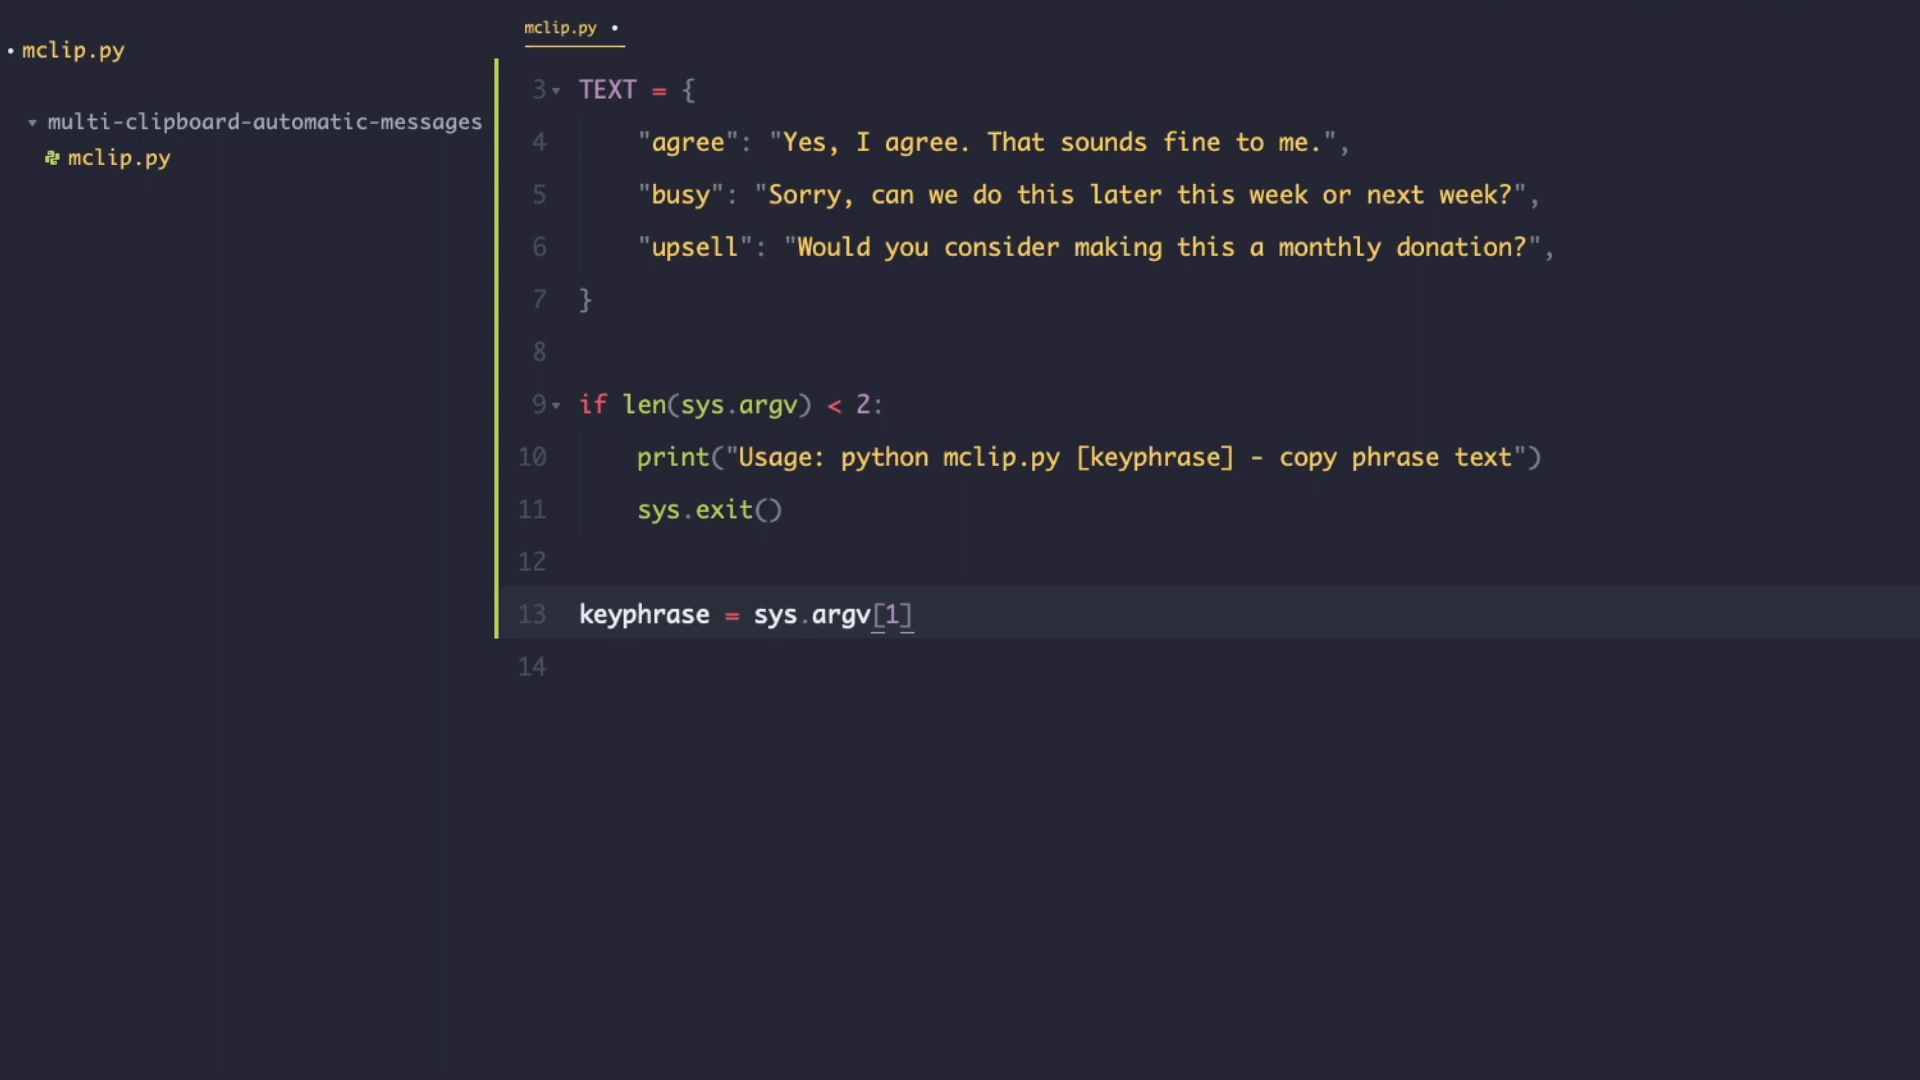 mclip.py
multi-clipboard-automatic-messages
mclip.py
mclip.py
3 TEXT = {
4     "agree": "Yes, I agree. That sounds fine to me.",
5     "busy": "Sorry, can we do this later this week or next week?",
6     "upsell": "Would you consider making this a monthly donation?",
7 }
8
9 if len(sys.argv) < 2:
10     print("Usage: python mclip.py [keyphrase] - copy phrase text")
11     sys.exit()
12
13 keyphrase = sys.argv[1]
14